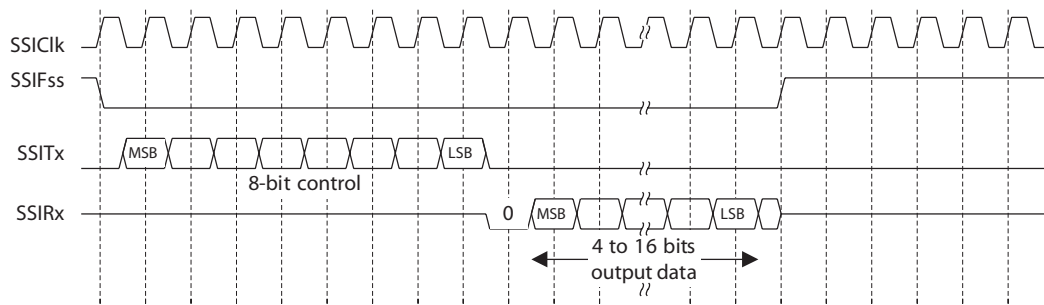 SSIClk
SSIFss
SSITx
MSB
LSB
8-bit control
SSIRx
0
MSB
LSB
4 to 16 bits
output data